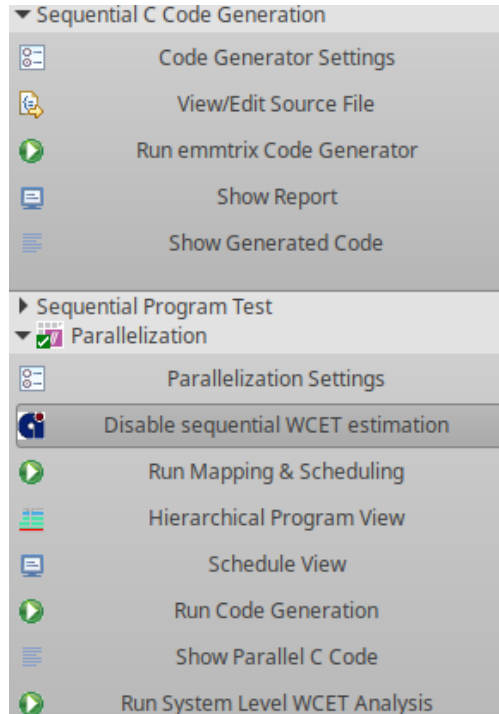 Sequential C Code Generation
Code Generator Settings
View/Edit Source File
Run emmtrix Code Generator
Show Report
Show Generated Code
Sequential Program Test
Parallelization
Parallelization Settings
Disable sequential WCET estimation
Run Mapping & Scheduling
Hierarchical Program View
Schedule View
Run Code Generation
Show Parallel C Code
Run System Level WCET Analysis